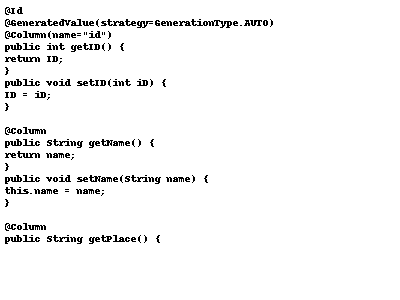 @Id
@GeneratedValue(strategy=GenerationType.AUTO)
@Column(name="id")
public int getID() {
return ID;
}
public void setID(int iD) {
ID = iD;
}
@Column
public String getName() {
return name;
}
public void setName(String name) {
this.name = name;
}
@Column
public String getPlace() {